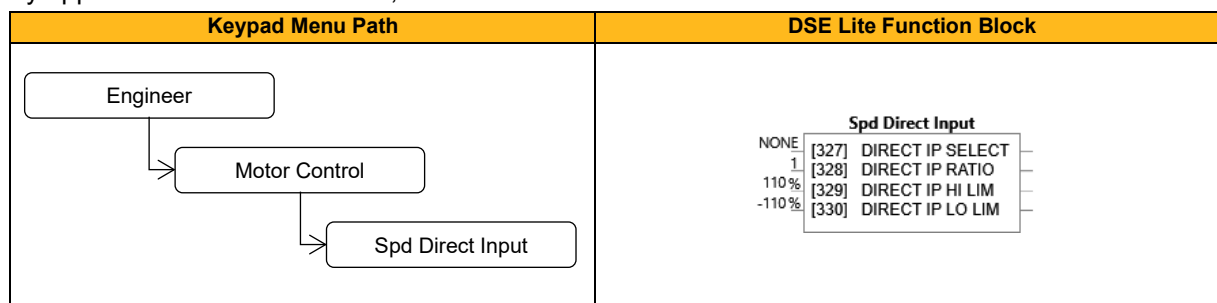 Keypad Menu Path
DSE Lite Function Block
Engineer
Motor Control
Spd Direct Input
Spd Direct Input
NONE [327] DIRECT IP SELECT
1 [328] DIRECT IP RATIO
110 % [329] DIRECT IP HI LIM
-110 % [330] DIRECT IP LO LIM